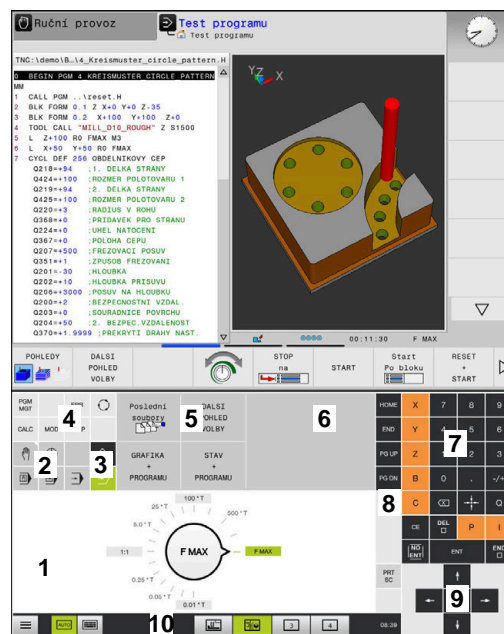 Ruční provoz
Test programu
Test programu
TNC:\demo\B…\4_Kreismuster_circle_pattern.H
0 BEGIN PGM 4_KREISMUSTER_CIRCLE_PATTERN
MM
1 CALL PGM ..\reset.H
2 BLK FORM 0.1 Z X+0 Y+0 Z-35
3 BLK FORM 0.2 X+100 Y+100 Z+0
4 TOOL CALL "MILL_D10_ROUGH" Z S1500
5 L Z+100 R0 FMAX M3
6 L X+50 Y+50 R0 FMAX
7 CYCL DEF 256 OBDELNIKOVY CEP
Q218=+94 ;1. DELKA STRANY
Q424=+100 ;ROZMER POLOTOVARU 1
Q219=+94 ;2. DELKA STRANY
Q425=+100 ;ROZMER POLOTOVARU 2
Q220=+3 ;RADIUS V ROHU
Q368=+0 ;PRIDAVEK PRO STRANU
Q224=+0 ;UHEL NATOCENI
Q367=+0 ;POLOHA CEPU
Q207=+500 ;FREZOVACI POSUV
Q351=+1 ;ZPUSOB FREZOVANI
Q201=-30 ;HLOUBKA
Q202=+10 ;HLOUBKA PRISUVU
Q206=+3000 ;POSUV NA HLOUBKU
Q200=+2 ;BEZPECNOSTNI VZDAL.
Q203=+0 ;SOURADNICE POVRCHU
Q204=+50 ;2. BEZPEC.VZDALENOST
Q370=+1.9999 ;PREKRYTI DRAHY NAST.
YZ X
00:11:30 F MAX
POHLEDY
DALSI
POHLED
VOLBY
STOP
na
START
Start
Po bloku
RESET
+
START
PGM
MGT
CALC
MOD
1
2
3
4
5
6
7
8
9
10
Poslední
soubory
DALSI
POHLED
VOLBY
GRAFIKA
+
PROGRAMU
STAV
+
PROGRAMU
100 °T
25 °T
500 °T
5.0 °T
1:1
F MAX
F MAX
0.25 °T
0.05 °T
0.01 °T
HOME
X
7
8
9
END
Y
PG UP
Z
3
PG DN
B
0
.
-/+
C
Q
CE
DEL
P
I
NO
ENT
ENT
END
PRT
SC
AUTO
3
4
08:39